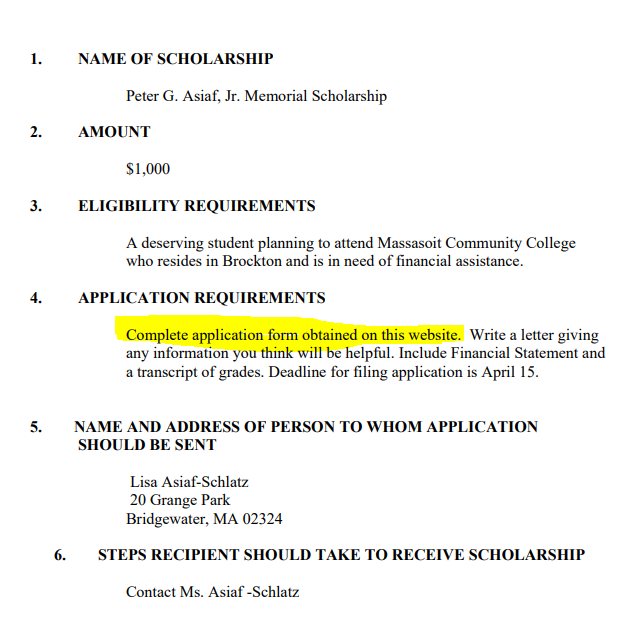 1. NAME OF SCHOLARSHIP
Peter G. Asiaf, Jr. Memorial Scholarship
2. AMOUNT
$1,000
3. ELIGIBILITY REQUIREMENTS
A deserving student planning to attend Massasoit Community College
who resides in Brockton and is in need of financial assistance.
4. APPLICATION REQUIREMENTS
Complete application form obtained on this website. Write a letter giving
any information you think will be helpful. Include Financial Statement and
a transcript of grades. Deadline for filing application is April 15.
5. NAME AND ADDRESS OF PERSON TO WHOM APPLICATION
SHOULD BE SENT
Lisa Asiaf-Schlatz
20 Grange Park
Bridgewater, MA 02324
6. STEPS RECIPIENT SHOULD TAKE TO RECEIVE SCHOLARSHIP
Contact Ms. Asiaf -Schlatz